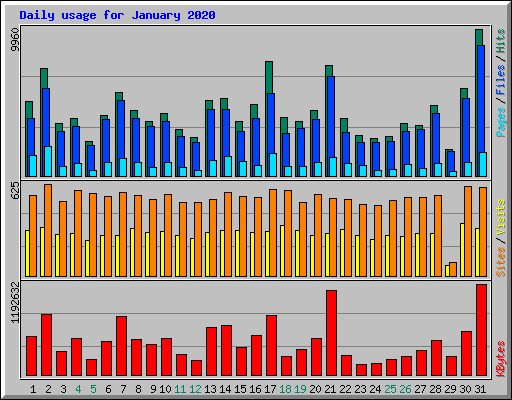 Daily usage for January 2020
9960
Pages / Files / Hits
625
Sites / Visits
1192632
KBytes
1 2 3 4 5 6 7 8 9 10 11 12 13 14 15 16 17 18 19 20 21 22 23 24 25 26 27 28 29 30 31